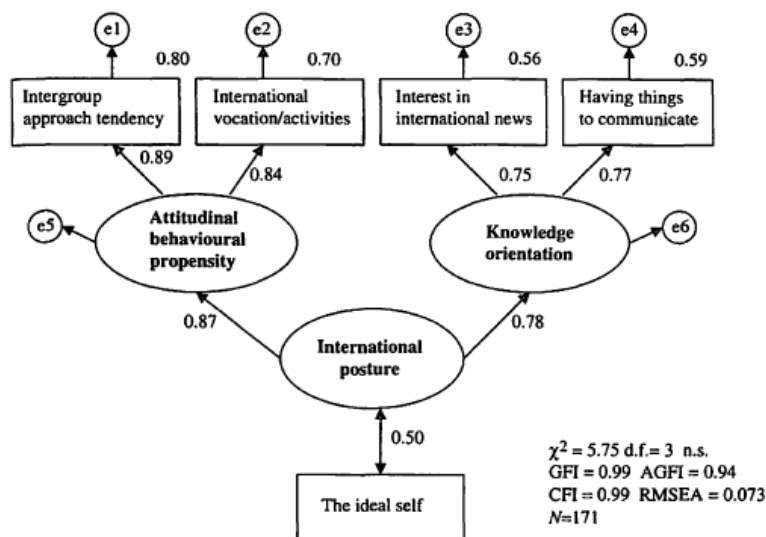 e1
e2
e3
e4
0.80
0.70
0.56
0.59
Intergroup
approach tendency
International
vocation/activities
Interest in
international news
Having things
to communicate
0.89
0.84
0.75
0.77
e5
Attitudinal
behavioural
propensity
Knowledge
orientation
e6
0.87
0.78
International
posture
0.50
The ideal self
χ² = 5.75 d.f.= 3 n.s.
GFI = 0.99 AGFI = 0.94
CFI = 0.99 RMSEA = 0.073
N=171